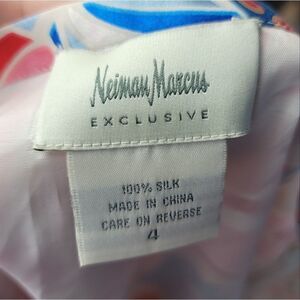 Neiman Marcus
EXCLUSIVE
100% SILK
MADE IN CHINA
CARE ON REVERSE
4